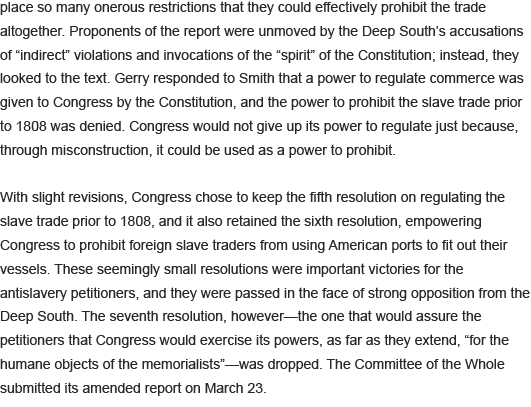 place so many onerous restrictions that they could effectively prohibit the trade
altogether. Proponents of the report were unmoved by the Deep South’s accusations
of “indirect” violations and invocations of the “spirit” of the Constitution; instead, they
looked to the text. Gerry responded to Smith that a power to regulate commerce was
given to Congress by the Constitution, and the power to prohibit the slave trade prior
to 1808 was denied. Congress would not give up its power to regulate just because,
through misconstruction, it could be used as a power to prohibit.
With slight revisions, Congress chose to keep the fifth resolution on regulating the
slave trade prior to 1808, and it also retained the sixth resolution, empowering
Congress to prohibit foreign slave traders from using American ports to fit out their
vessels. These seemingly small resolutions were important victories for the
antislavery petitioners, and they were passed in the face of strong opposition from the
Deep South. The seventh resolution, however—the one that would assure the
petitioners that Congress would exercise its powers, as far as they extend, “for the
humane objects of the memorialists”—was dropped. The Committee of the Whole
submitted its amended report on March 23.